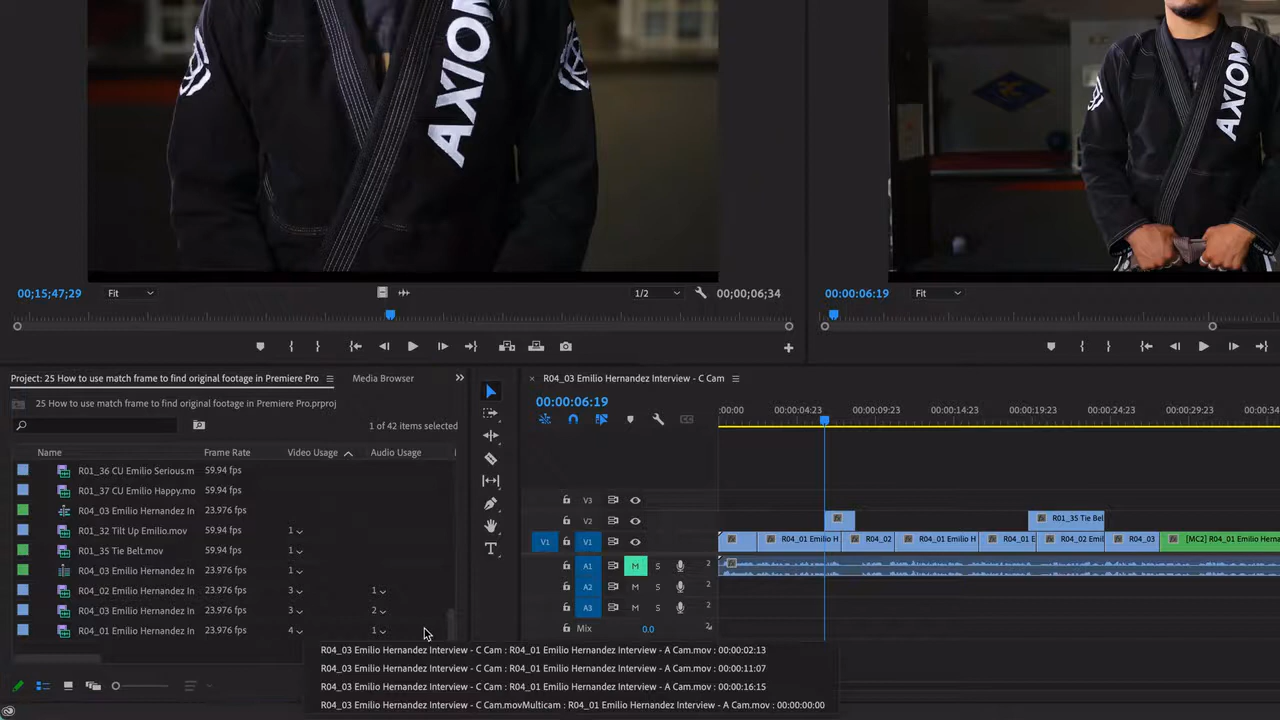 AXIOM
AXIOM
00;15;47;29
Fit
1/2
00;00;06;34
00:00:06:19
Fit
Project: 25 How to use match frame to find original footage in Premiere Pro
Media Browser
25 How to use match frame to find original footage in Premiere Pro.prproj
1 of 42 items selected
Name
Frame Rate
Video Usage
Audio Usage
R01_36 CU Emilio Serious.m
59.94 fps
R01_37 CU Emilio Happy.mo
59.94 fps
R04_03 Emilio Hernandez In
23.976 fps
R01_32 Tilt Up Emilio.mov
59.94 fps
1
R01_35 Tie Belt.mov
59.94 fps
1
R04_03 Emilio Hernandez In
23.976 fps
1
R04_02 Emilio Hernandez In
23.976 fps
3
1
R04_03 Emilio Hernandez In
23.976 fps
3
2
R04_01 Emilio Hernandez In
23.976 fps
4
1
R04_03 Emilio Hernandez Interview - C Cam : R04_01 Emilio Hernandez Interview - A Cam.mov : 00:00:02:13
R04_03 Emilio Hernandez Interview - C Cam : R04_01 Emilio Hernandez Interview - A Cam.mov : 00:00:11:07
R04_03 Emilio Hernandez Interview - C Cam : R04_01 Emilio Hernandez Interview - A Cam.mov : 00:00:16:15
R04_03 Emilio Hernandez Interview - C Cam.movMulticam : R04_01 Emilio Hernandez Interview - A Cam.mov : 00:00:00:00
R04_03 Emilio Hernandez Interview - C Cam
00:00:06:19
:00:00
00:00:04:23
00:00:09:23
00:00:14:23
00:00:19:23
00:00:24:23
00:00:29:23
00:00:34
V3
V2
R01_35 Tie Bel
V1
V1
R04_01 Emilio H
R04_02
R04_01 Emilio H
R04_01 E
R04_02 Emil
R04_03
[MC2] R04_01 Emilio Herna
A1
M
S
2
A2
M
S
2
A3
M
S
2
Mix
0.0